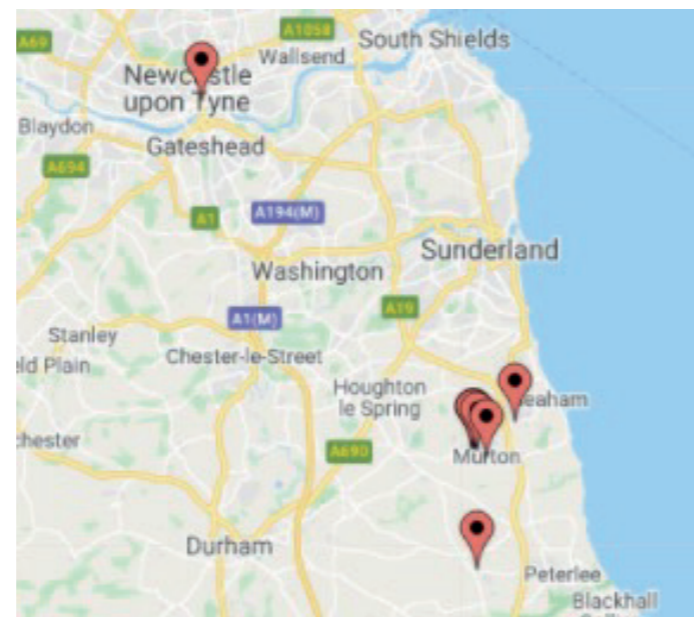 A69
A1058
South Shields
Wallsend
Newcastle
upon Tyne
Blaydon
Gateshead
A694
A1
A194(M)
Sunderland
Washington
A19
A1(M)
Stanley
eld Plain
Chester-le-Street
Houghton
le Spring
eaham
chester
A690
Murton
Durham
Peterlee
Blackhall